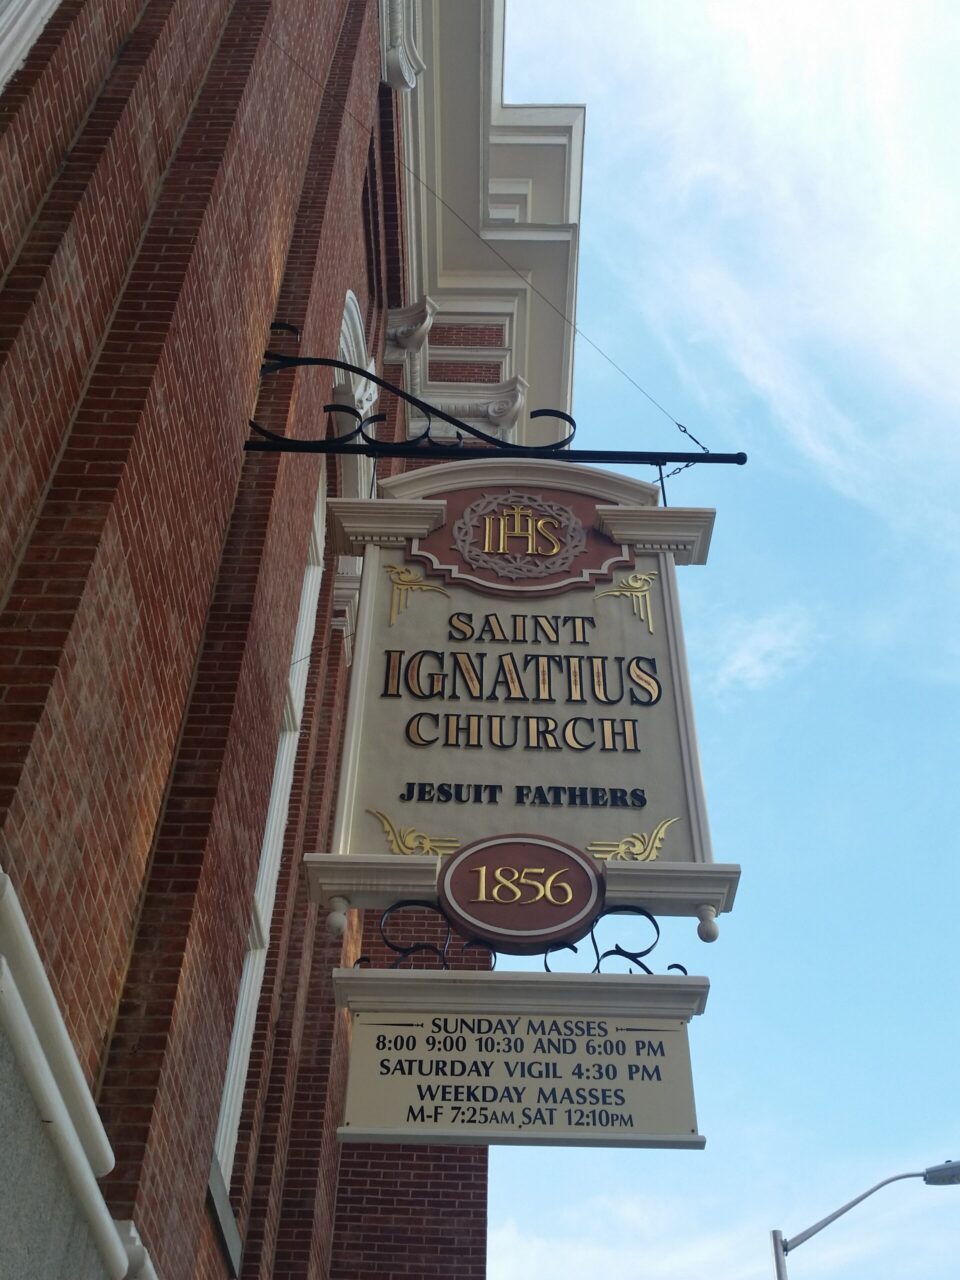 IHS
SAINT
IGNATIUS
CHURCH
JESUIT FATHERS
1856
SUNDAY MASSES
8:00 9:00 10:30 AND 6:00 PM
SATURDAY VIGIL 4:30 PM
WEEKDAY MASSES
M-F 7:25AM SAT 12:10PM